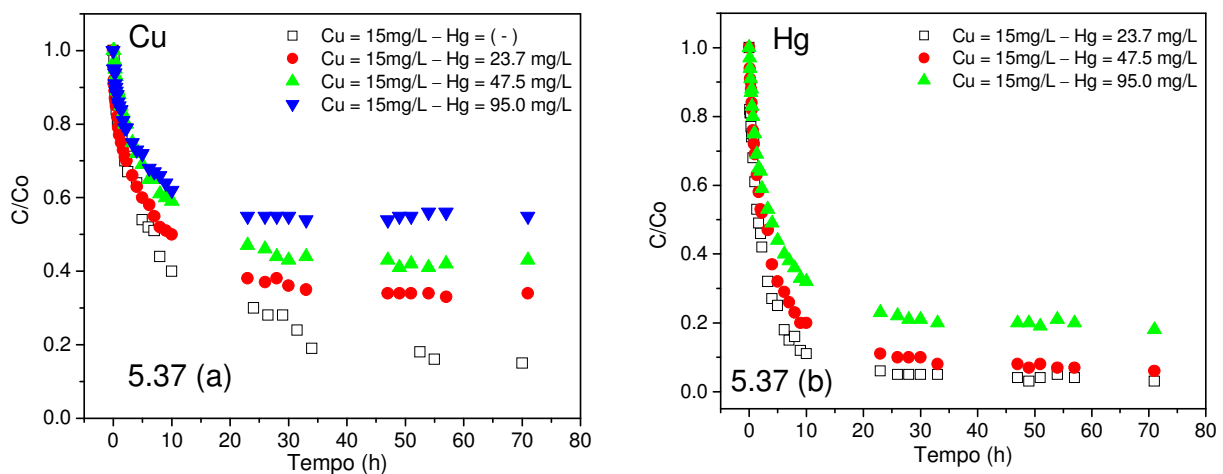 Cu
Cu = 15mg/L – Hg = ( - )
Cu = 15mg/L – Hg = 23.7 mg/L
Cu = 15mg/L – Hg = 47.5 mg/L
Cu = 15mg/L – Hg = 95.0 mg/L
1.0
0.8
0.6
0.4
0.2
0.0
C/Co
5.37 (a)
0 10 20 30 40 50 60 70 80
Tempo (h)
Hg
Cu = 15mg/L – Hg = 23.7 mg/L
Cu = 15mg/L – Hg = 47.5 mg/L
Cu = 15mg/L – Hg = 95.0 mg/L
1.0
0.8
0.6
0.4
0.2
0.0
C/Co
5.37 (b)
0 10 20 30 40 50 60 70 80
Tempo (h)